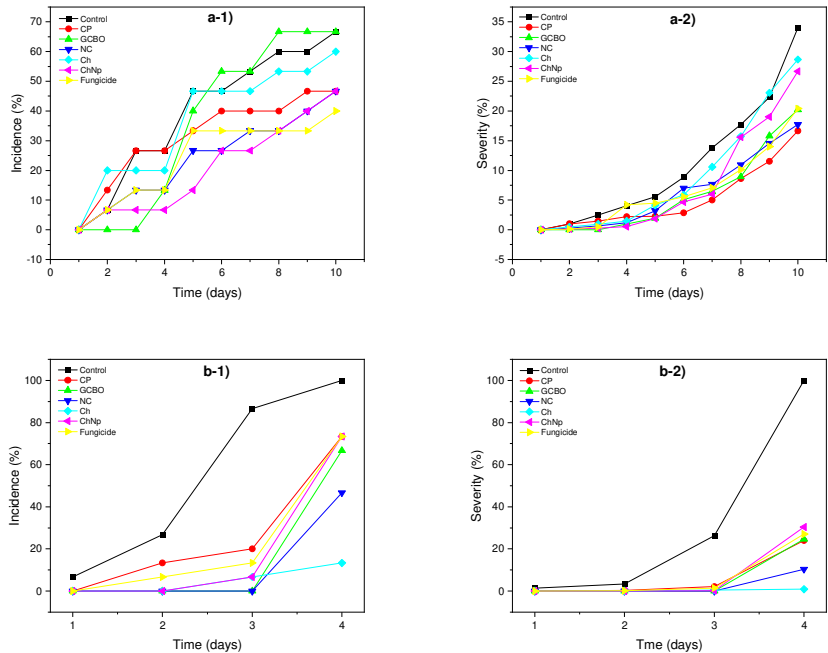 a-1)
Control
CP
GCBO
NC
Ch
ChNp
Fungicide
Incidence (%)
70
60
50
40
30
20
10
0
-10
0 2 4 6 8 10
Time (days)
a-2)
Control
CP
GCBO
NC
Ch
ChNp
Fungicide
Severity (%)
45
40
35
30
25
20
15
10
5
0
-5
0 2 4 6 8 10
Time (days)
b-1)
Control
CP
GCBO
NC
Ch
ChNp
Fungicide
Incidence (%)
100
80
60
40
20
0
1 2 3 4
Time (days)
b-2)
Control
CP
GCBO
NC
Ch
ChNp
Fungicide
Severity (%)
100
80
60
40
20
0
1 2 3 4
Tme (days)